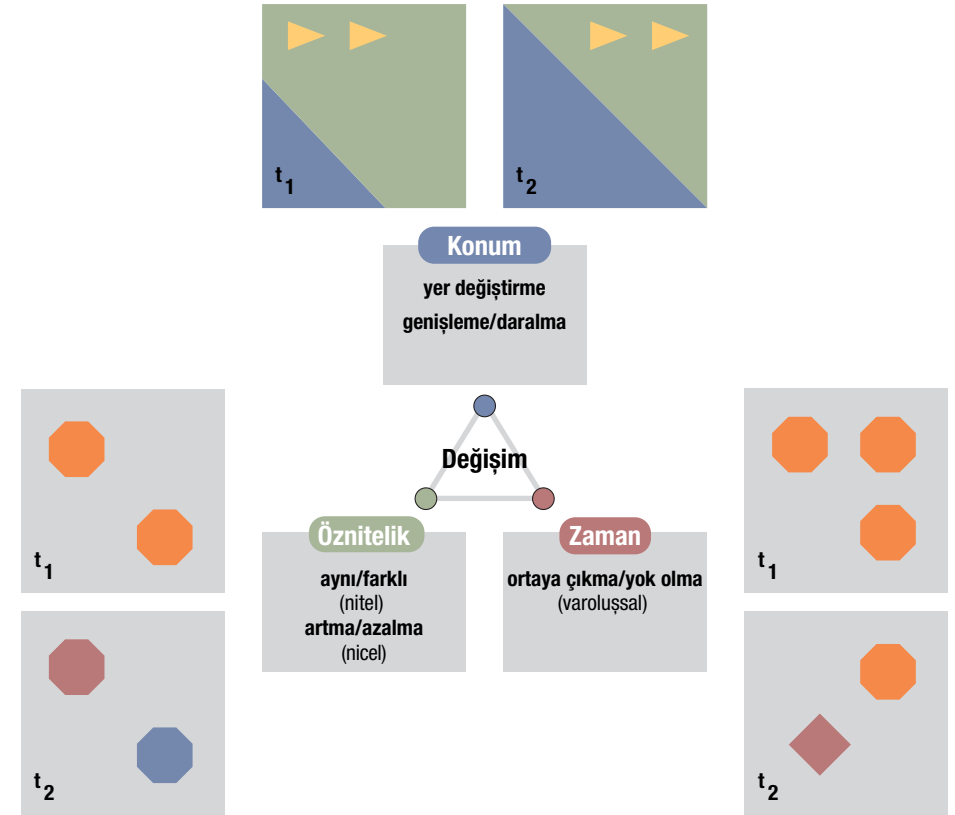 t1
t2
Konum
yer değiştirme
genişleme/daralma
Değişim
Öznitelik
aynı/farklı
(nitel)
artma/azalma
(nicel)
Zaman
ortaya çıkma/yok olma
(varoluşsal)
t1
t2
t1
t2